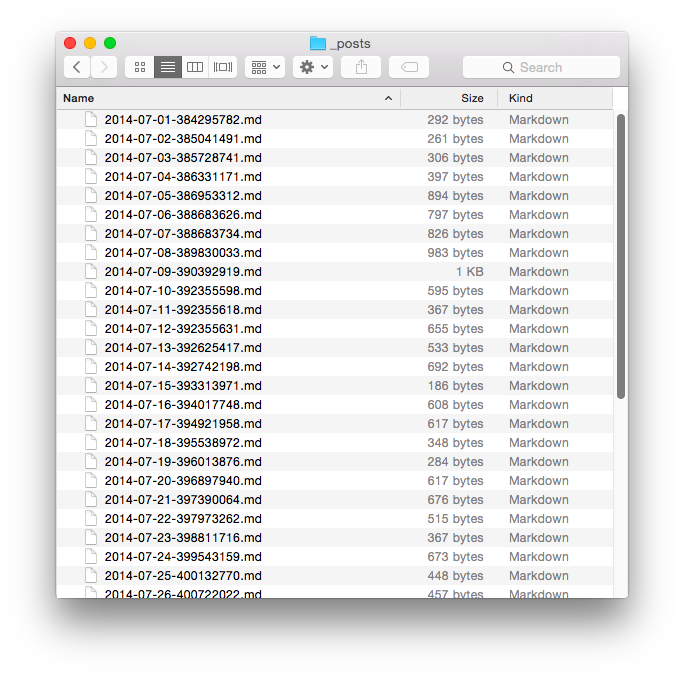 _posts
Search
Name Size Kind
2014-07-01-384295782.md 292 bytes Markdown
2014-07-02-385041491.md 261 bytes Markdown
2014-07-03-385728741.md 306 bytes Markdown
2014-07-04-386331171.md 397 bytes Markdown
2014-07-05-386953312.md 894 bytes Markdown
2014-07-06-388683626.md 797 bytes Markdown
2014-07-07-388683734.md 826 bytes Markdown
2014-07-08-389830033.md 983 bytes Markdown
2014-07-09-390392919.md 1 KB Markdown
2014-07-10-392355598.md 595 bytes Markdown
2014-07-11-392355618.md 367 bytes Markdown
2014-07-12-392355631.md 655 bytes Markdown
2014-07-13-392625417.md 533 bytes Markdown
2014-07-14-392742198.md 692 bytes Markdown
2014-07-15-393313971.md 186 bytes Markdown
2014-07-16-394017748.md 608 bytes Markdown
2014-07-17-394921958.md 617 bytes Markdown
2014-07-18-395538972.md 348 bytes Markdown
2014-07-19-396013876.md 284 bytes Markdown
2014-07-20-396897940.md 617 bytes Markdown
2014-07-21-397390064.md 676 bytes Markdown
2014-07-22-397973262.md 515 bytes Markdown
2014-07-23-398811716.md 367 bytes Markdown
2014-07-24-399543159.md 673 bytes Markdown
2014-07-25-400132770.md 448 bytes Markdown
2014-07-26-400722022.md 457 bytes Markdown